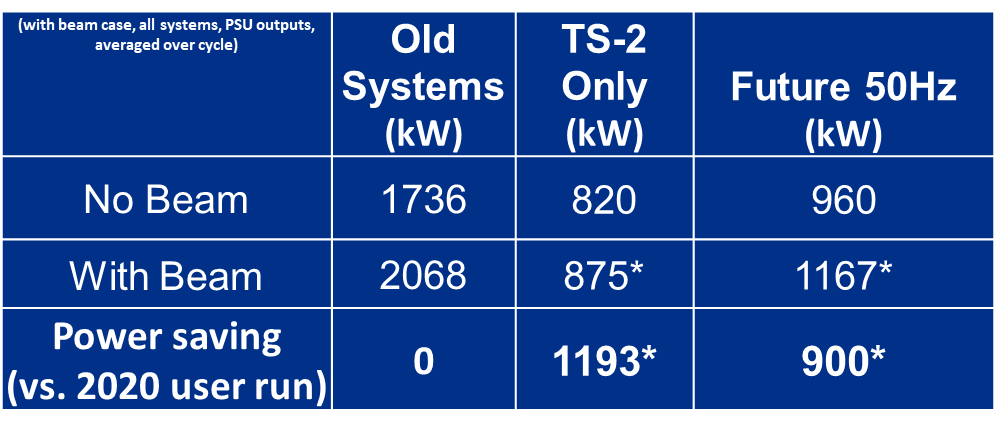 (with beam case, all systems, PSU outputs,
averaged over cycle)
Old
Systems
(kW)
TS-2
Only
(kW)
Future 50Hz
(kW)
No Beam
1736
820
960
With Beam
2068
875*
1167*
Power saving
(vs. 2020 user run)
0
1193*
900*